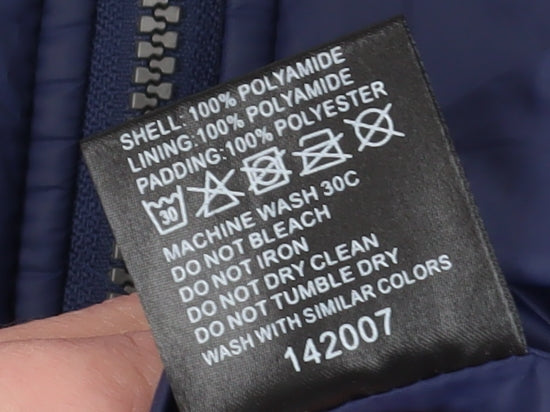 SHELL: 100% POLYAMIDE
LINING: 100% POLYAMIDE
PADDING: 100% POLYESTER
30
MACHINE WASH 30C
DO NOT BLEACH
DO NOT IRON
DO NOT DRY CLEAN
DO NOT TUMBLE DRY
WASH WITH SIMILAR COLORS
142007